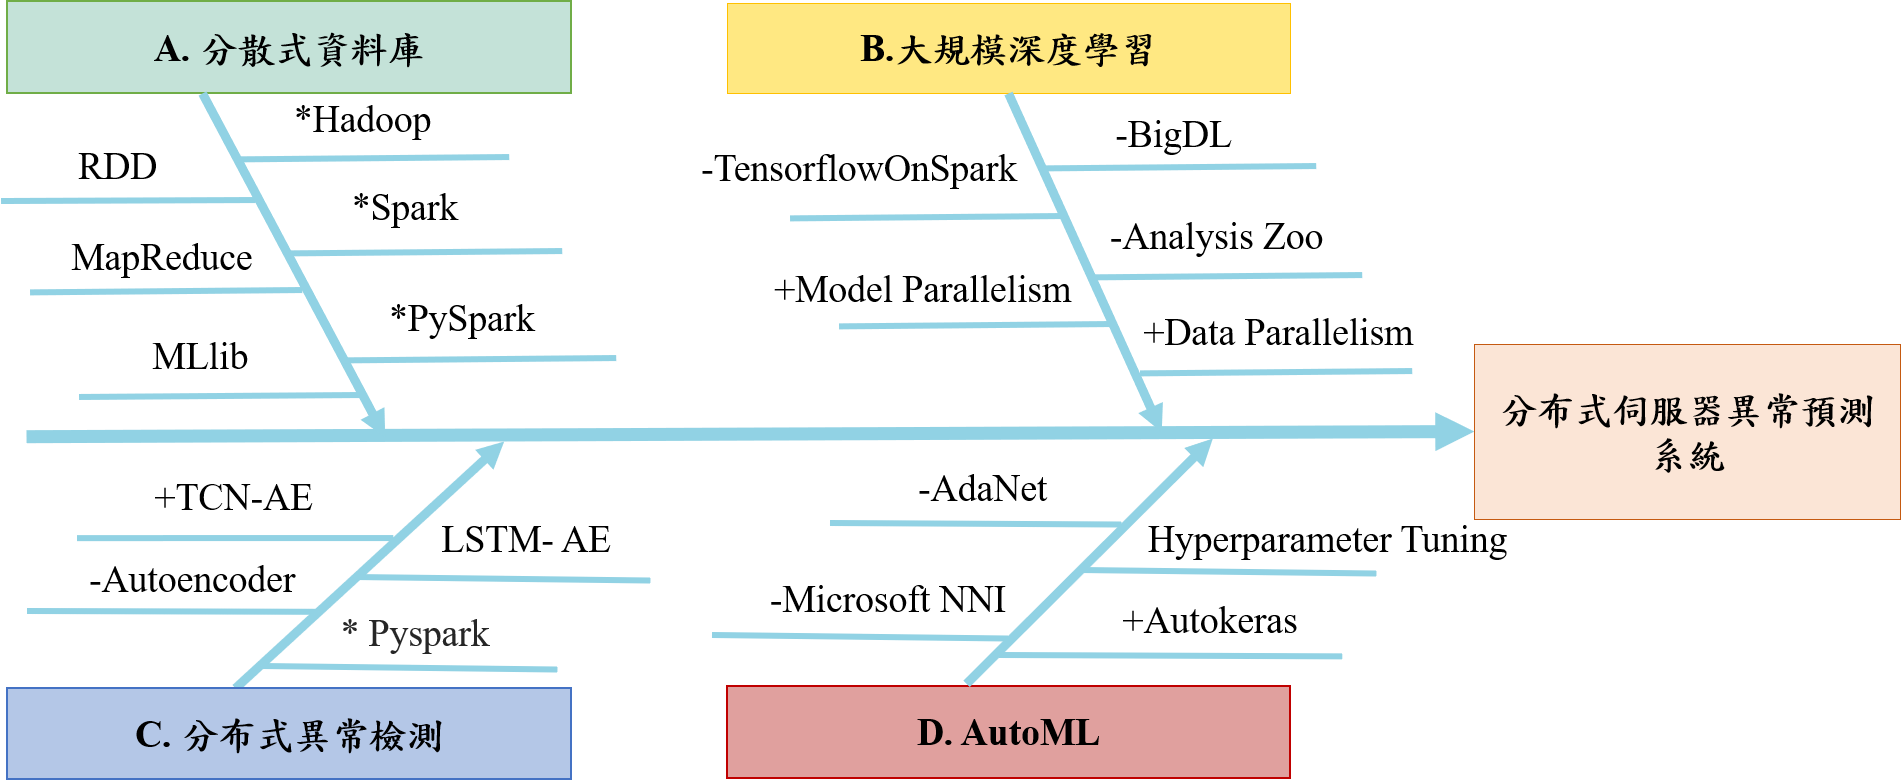 A. 分散式資料庫
*Hadoop
RDD
*Spark
MapReduce
*PySpark
MLlib
B.大規模深度學習
-BigDL
-TensorflowOnSpark
-Analysis Zoo
+Model Parallelism
+Data Parallelism
分布式伺服器異常預測
系統
+TCN-AE
LSTM- AE
-Autoencoder
* Pyspark
C. 分布式異常檢測
-AdaNet
Hyperparameter Tuning
-Microsoft NNI
+Autokeras
D. AutoML